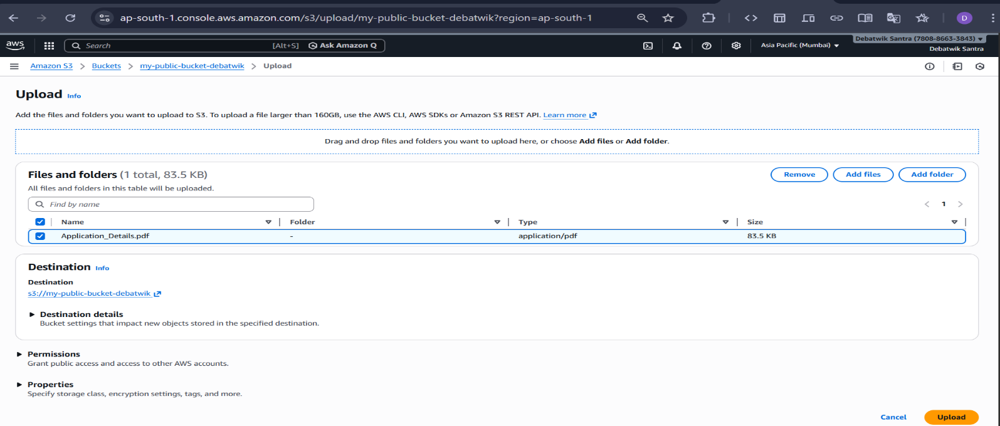 ap-south-1.console.aws.amazon.com/s3/upload/my-public-bucket-debatwik?region=ap-south-1
D
aws
Search [Alt+S] Ask Amazon Q
Asia Pacific (Mumbai)
Debatwik Santra (7808-8663-3843)
Debatwik Santra
Amazon S3 > Buckets > my-public-bucket-debatwik > Upload
Upload Info
Add the files and folders you want to upload to S3. To upload a file larger than 160GB, use the AWS CLI, AWS SDKs or Amazon S3 REST API. Learn more
Drag and drop files and folders you want to upload here, or choose Add files or Add folder.
Files and folders (1 total, 83.5 KB)
Remove Add files Add folder
All files and folders in this table will be uploaded.
Find by name
1
Name Folder Type Size
Application_Details.pdf - application/pdf 83.5 KB
Destination Info
Destination
s3://my-public-bucket-debatwik
Destination details
Bucket settings that impact new objects stored in the specified destination.
Permissions
Grant public access and access to other AWS accounts.
Properties
Specify storage class, encryption settings, tags, and more.
Cancel Upload